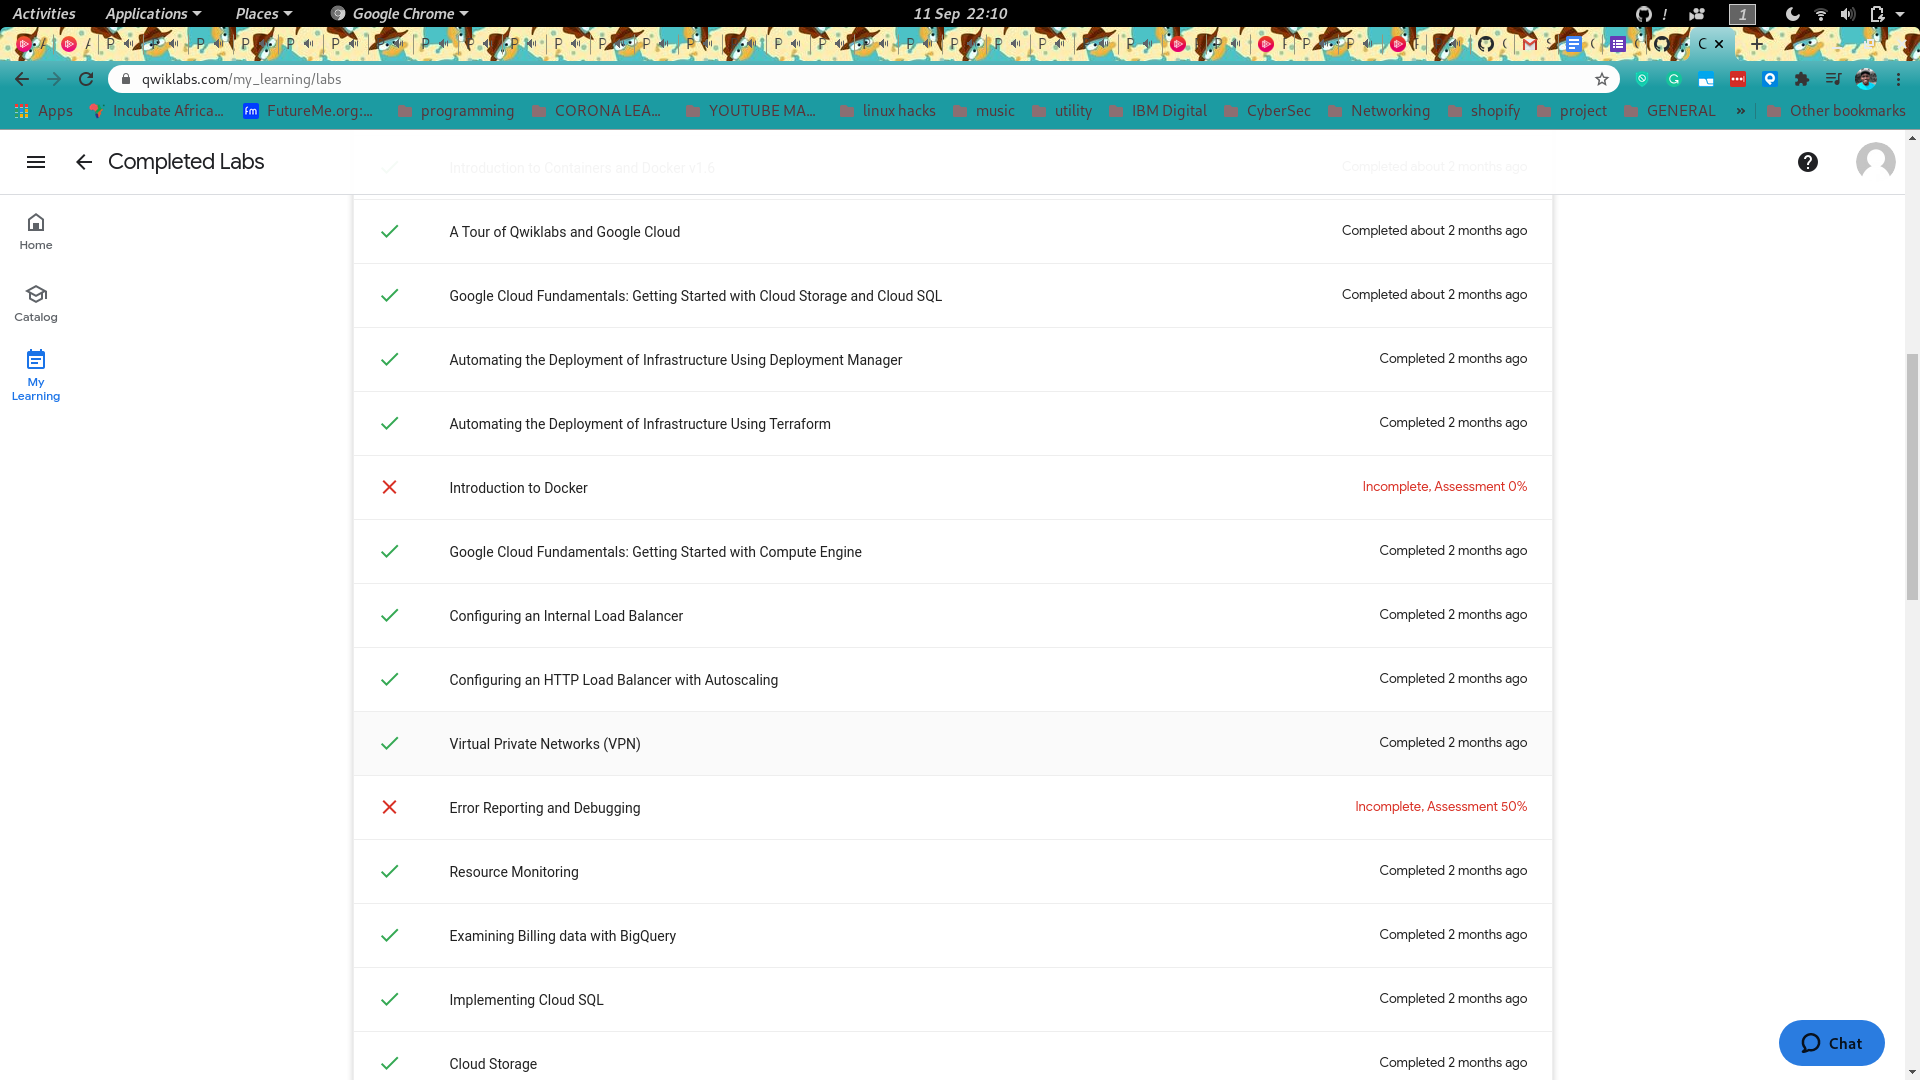 Activities Applications Places Google Chrome 11 Sep 22:10 ! 1
qwiklabs.com/my_learning/labs
Apps Incubate Africa... fm FutureMe.org:... programming CORONA LEA... YOUTUBE MA... linux hacks music utility IBM Digital CyberSec Networking shopify project GENERAL » Other bookmarks
Completed Labs
Introduction to Containers and Docker v1.6 Completed about 2 months ago
Home
Catalog
My
Learning
A Tour of Qwiklabs and Google Cloud Completed about 2 months ago
Google Cloud Fundamentals: Getting Started with Cloud Storage and Cloud SQL Completed about 2 months ago
Automating the Deployment of Infrastructure Using Deployment Manager Completed 2 months ago
Automating the Deployment of Infrastructure Using Terraform Completed 2 months ago
Introduction to Docker Incomplete, Assessment 0%
Google Cloud Fundamentals: Getting Started with Compute Engine Completed 2 months ago
Configuring an Internal Load Balancer Completed 2 months ago
Configuring an HTTP Load Balancer with Autoscaling Completed 2 months ago
Virtual Private Networks (VPN) Completed 2 months ago
Error Reporting and Debugging Incomplete, Assessment 50%
Resource Monitoring Completed 2 months ago
Examining Billing data with BigQuery Completed 2 months ago
Implementing Cloud SQL Completed 2 months ago
Cloud Storage Completed 2 months ago
Chat